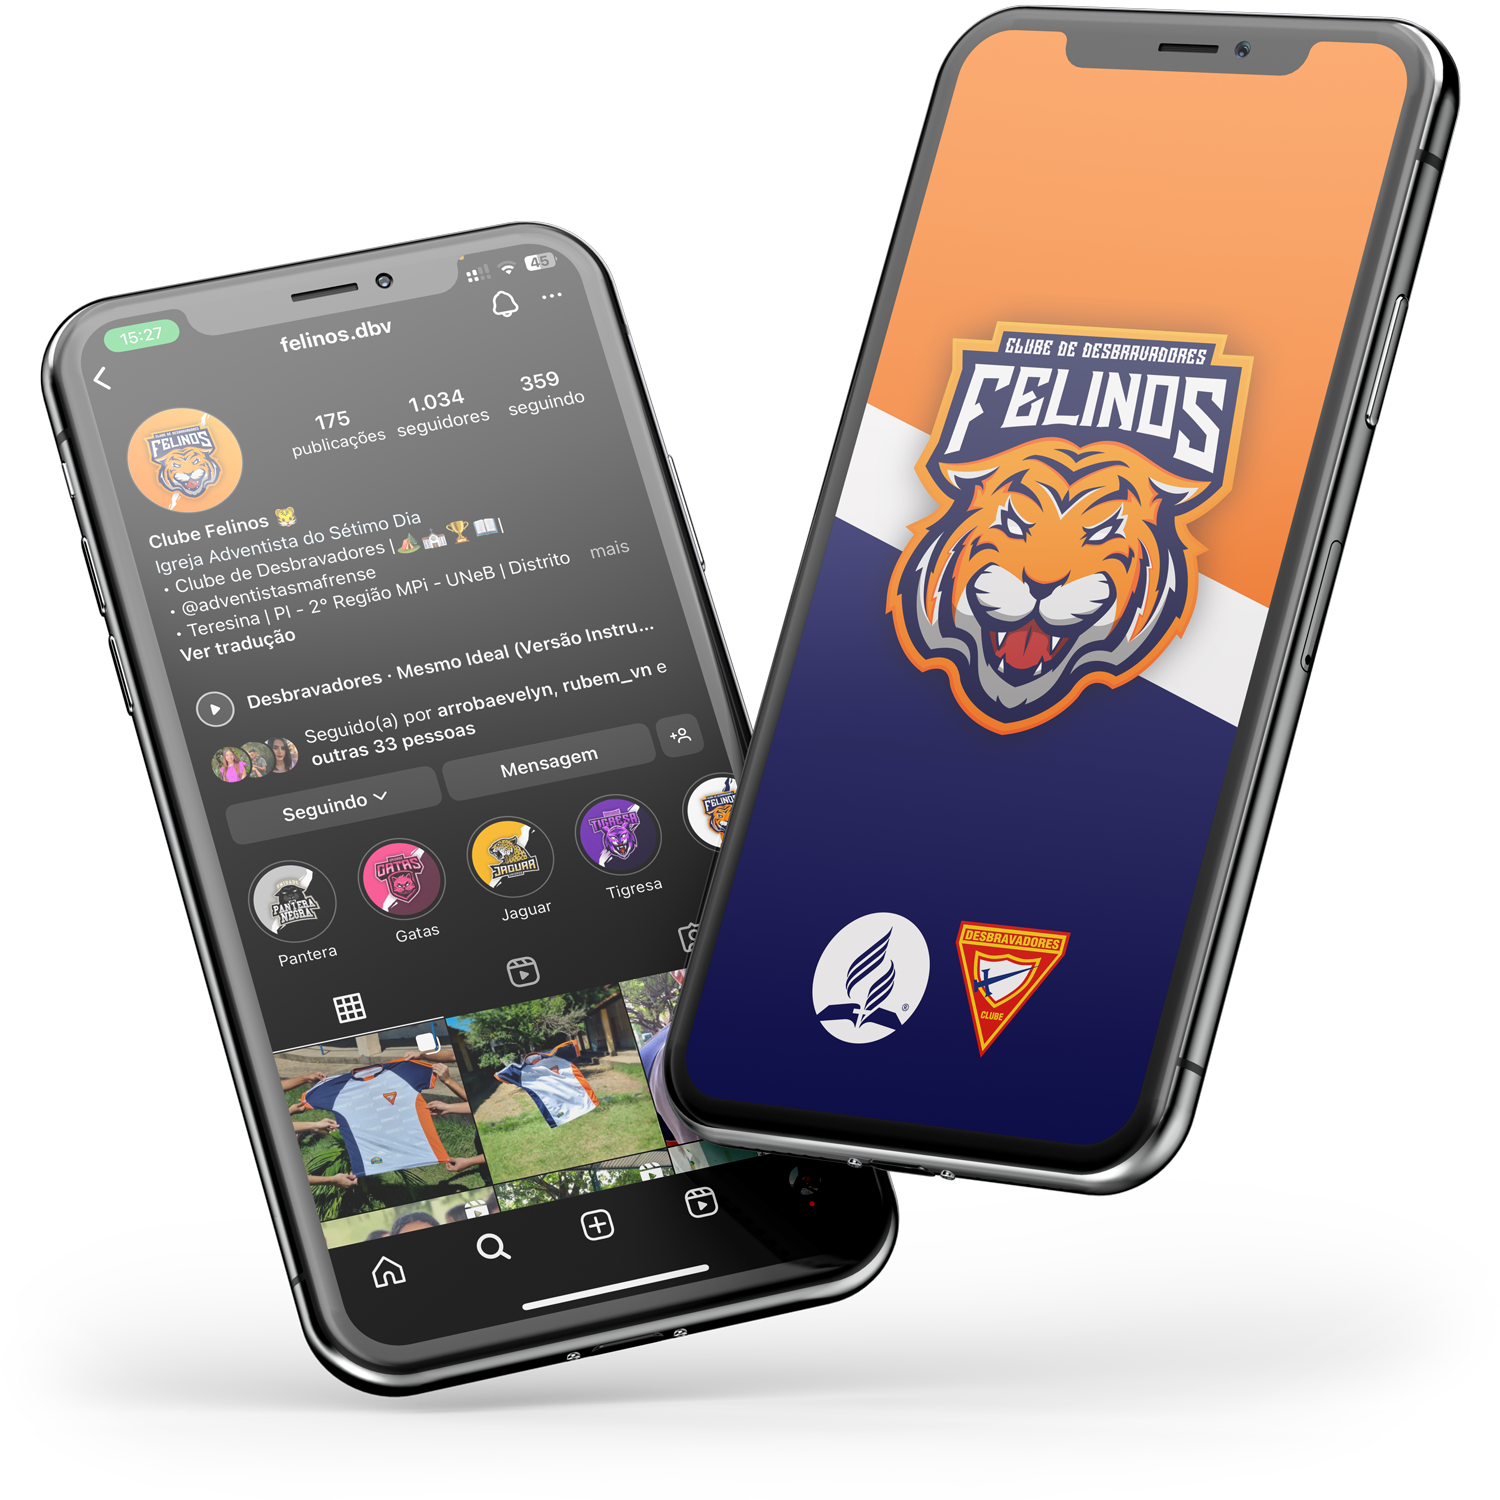 15:27
45
felinos.dbv
175
publicações
1.034
seguidores
359
seguindo
CLUBE DE DESBRAVADORES
FELINOS
Clube Felinos
Igreja Adventista do Sétimo Dia
• Clube de Desbravadores |
• @adventistasmafrense
• Teresina | PI - 2° Região MPi - UNeB | Distrito
mais
Ver tradução
Desbravadores · Mesmo Ideal (Versão Instru...
Seguido(a) por arrobaevelyn, rubem_vn e
outras 33 pessoas
Seguindo
Mensagem
PANTERA
NEGRA
GATAS
JAGUAR
TIGRESA
FELINOS
Pantera
Gatas
Jaguar
Tigresa
CLUBE DE DESBRAVADORES
FELINOS
®
DESBRAVADORES
CLUBE